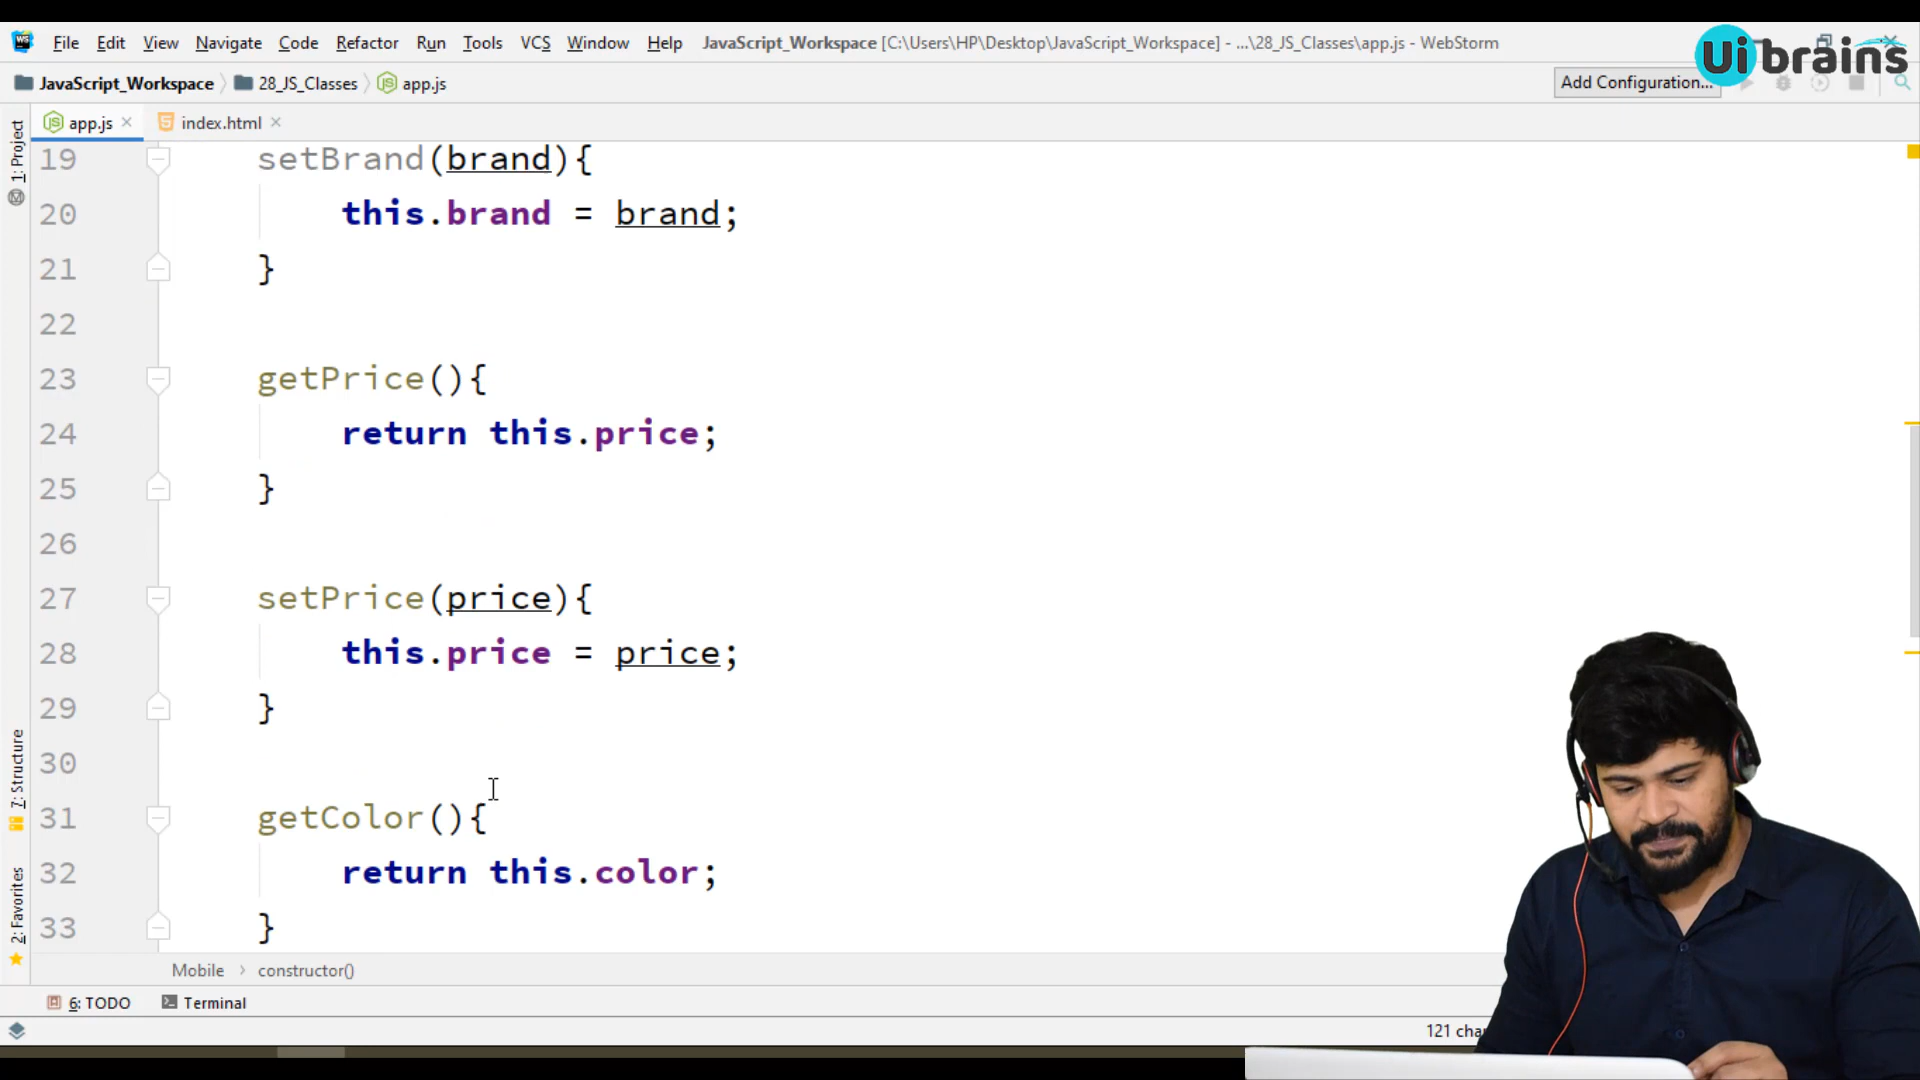 File Edit View Navigate Code Refactor Run Tools VCS Window Help JavaScript_Workspace [C:\Users\HP\Desktop\JavaScript_Workspace] - ...\28_JS_Classes\app.js - WebStorm
Ui brains
JavaScript_Workspace 28_JS_Classes app.js Add Configuration...
app.js index.html
1: Project
7: Structure
2: Favorites
19 setBrand(brand){
20 this.brand = brand;
21 }
22
23 getPrice(){
24 return this.price;
25 }
26
27 setPrice(price){
28 this.price = price;
29 }
30
31 getColor(){
32 return this.color;
33 }
Mobile constructor()
6: TODO Terminal
121